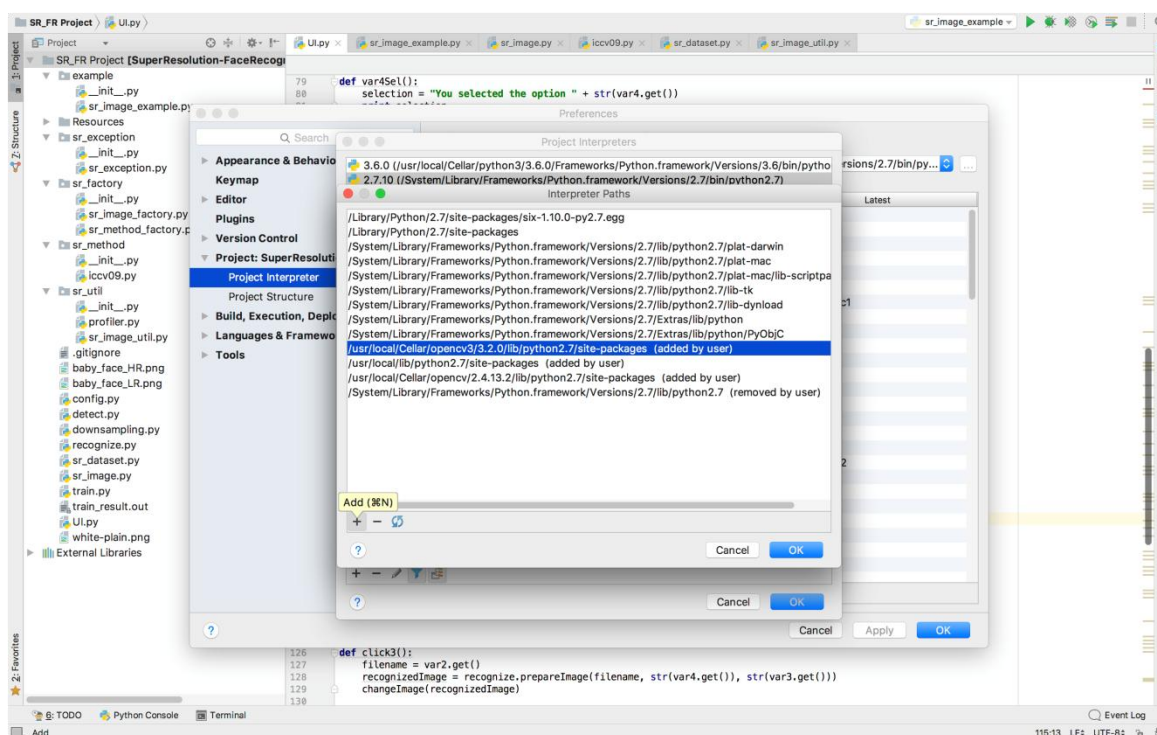 SR_FR Project UI.py sr_image_example
Project UI.py sr_image_example.py sr_image.py iccv09.py sr_dataset.py sr_image_util.py
1: Project
Z: Structure
2: Favorites
SR_FR Project [SuperResolution-FaceRecogn
example
__init__.py
sr_image_example.py
Resources
sr_exception
__init__.py
sr_exception.py
sr_factory
__init__.py
sr_image_factory.py
sr_method_factory.p
sr_method
__init__.py
iccv09.py
sr_util
__init__.py
profiler.py
sr_image_util.py
.gitignore
baby_face_HR.png
baby_face_LR.png
config.py
detect.py
downsampling.py
recognize.py
sr_dataset.py
sr_image.py
train.py
train_result.out
UI.py
white-plain.png
External Libraries
79 def var4Sel():
80 selection = "You selected the option " + str(var4.get())
Preferences
Search
Appearance & Behavio
Keymap
Editor
Plugins
Version Control
Project: SuperResoluti
Project Interpreter
Project Structure
Build, Execution, Deplo
Languages & Framewo
Tools
rsions/2.7/bin/py... ...
Latest
c1
2
Project Interpreters
3.6.0 (/usr/local/Cellar/python3/3.6.0/Frameworks/Python.framework/Versions/3.6/bin/pytho
2.7.10 (/System/Library/Frameworks/Python.framework/Versions/2.7/bin/python2.7)
Interpreter Paths
/Library/Python/2.7/site-packages/six-1.10.0-py2.7.egg
/Library/Python/2.7/site-packages
/System/Library/Frameworks/Python.framework/Versions/2.7/lib/python2.7/plat-darwin
/System/Library/Frameworks/Python.framework/Versions/2.7/lib/python2.7/plat-mac
/System/Library/Frameworks/Python.framework/Versions/2.7/lib/python2.7/plat-mac/lib-scriptpa
/System/Library/Frameworks/Python.framework/Versions/2.7/lib/python2.7/lib-tk
/System/Library/Frameworks/Python.framework/Versions/2.7/lib/python2.7/lib-dynload
/System/Library/Frameworks/Python.framework/Versions/2.7/Extras/lib/python
/System/Library/Frameworks/Python.framework/Versions/2.7/Extras/lib/python/PyObjC
/usr/local/Cellar/opencv3/3.2.0/lib/python2.7/site-packages (added by user)
/usr/local/lib/python2.7/site-packages (added by user)
/usr/local/Cellar/opencv/2.4.13.2/lib/python2.7/site-packages (added by user)
/System/Library/Frameworks/Python.framework/Versions/2.7/lib/python2.7 (removed by user)
Add (⌘N)
+ −
? Cancel OK
+ −
? Cancel OK
? Cancel Apply OK
126 def click3():
127 filename = var2.get()
128 recognizedImage = recognize.prepareImage(filename, str(var4.get()), str(var3.get()))
129 changeImage(recognizedImage)
130
6: TODO Python Console Terminal Event Log
Add 115:13 LF÷ UTF-8÷